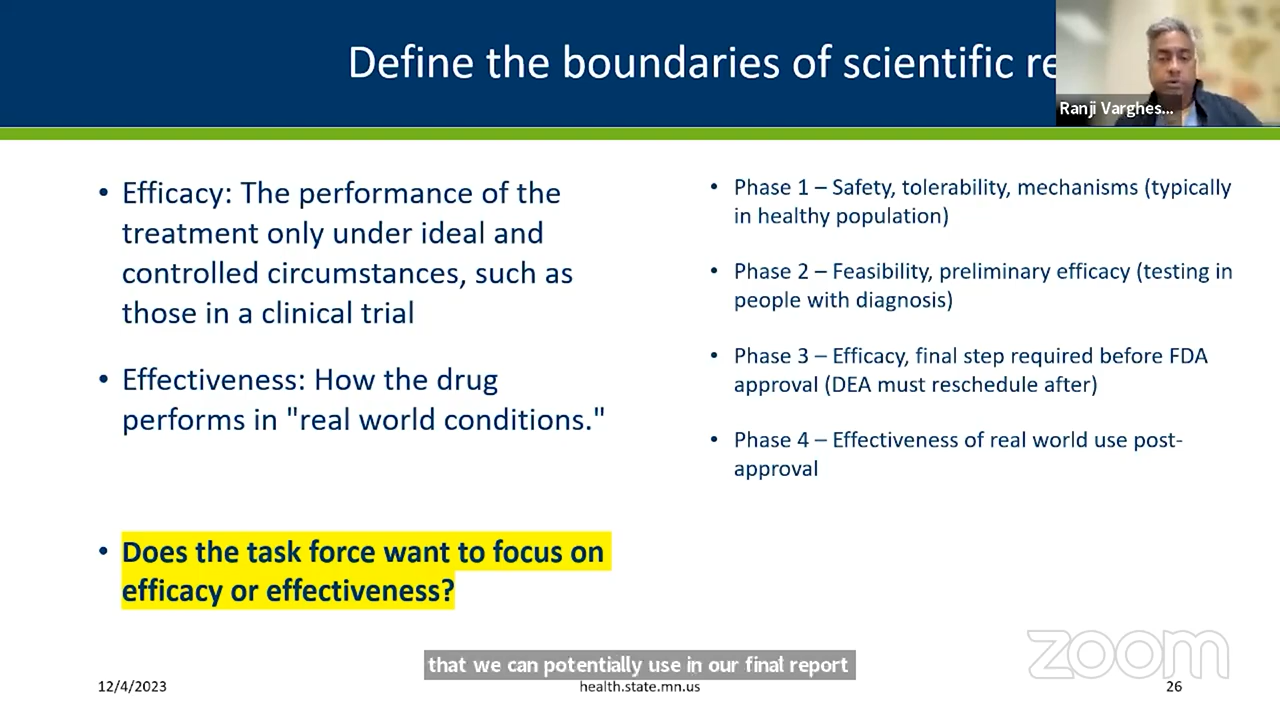 Define the boundaries of scientific re
Ranji Varghes...
• Efficacy: The performance of the
treatment only under ideal and
controlled circumstances, such as
those in a clinical trial
• Effectiveness: How the drug
performs in "real world conditions."
• Does the task force want to focus on
efficacy or effectiveness?
• Phase 1 – Safety, tolerability, mechanisms (typically
in healthy population)
• Phase 2 – Feasibility, preliminary efficacy (testing in
people with diagnosis)
• Phase 3 – Efficacy, final step required before FDA
approval (DEA must reschedule after)
• Phase 4 – Effectiveness of real world use post-
approval
zoom
that we can potentially use in our final report
12/4/2023
health.state.mn.us
26